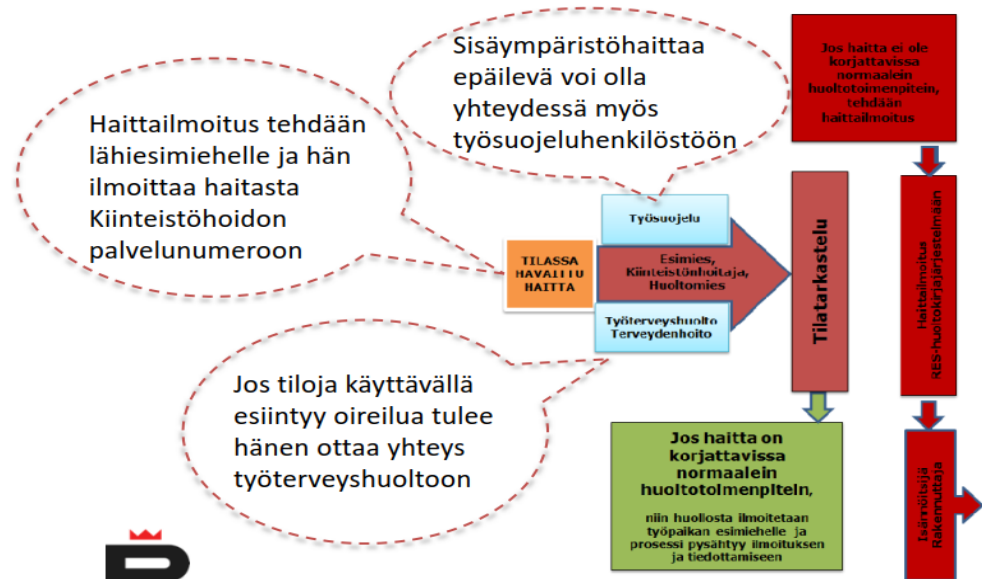 Sisäympäristöhaittaa
epäilevä voi olla
yhteydessä myös
työsuojeluhenkilöstöön
Haittailmoitus tehdään
lähiesimiehelle ja hän
ilmoittaa haitasta
Kiinteistöhoidon
palvelunumeroon
Jos tiloja käyttävällä
esiintyy oireilua tulee
hänen ottaa yhteys
työterveyshuoltoon
TILASSA
HAVAITTU
HAITTA
Työsuojelu
Esimies,
Kiinteistönhoitaja,
Huoltomies
Työterveyshuolto
Terveydenhoito
Tilatarkastelu
Jos haitta on
korjattavissa
normaalein
huoltotoimenpitein,
niin huollosta ilmoitetaan
työpaikan esimiehelle ja
prosessi pysähtyy ilmoituksen
ja tiedottamiseen
Jos haitta ei ole
korjattavissa
normaalein
huoltotoimenpitein,
tehdään
haittailmoitus
Haittailmoitus
RES-huoltokirjajärjestelmään
Isännöitsijä
Rakennuttaja